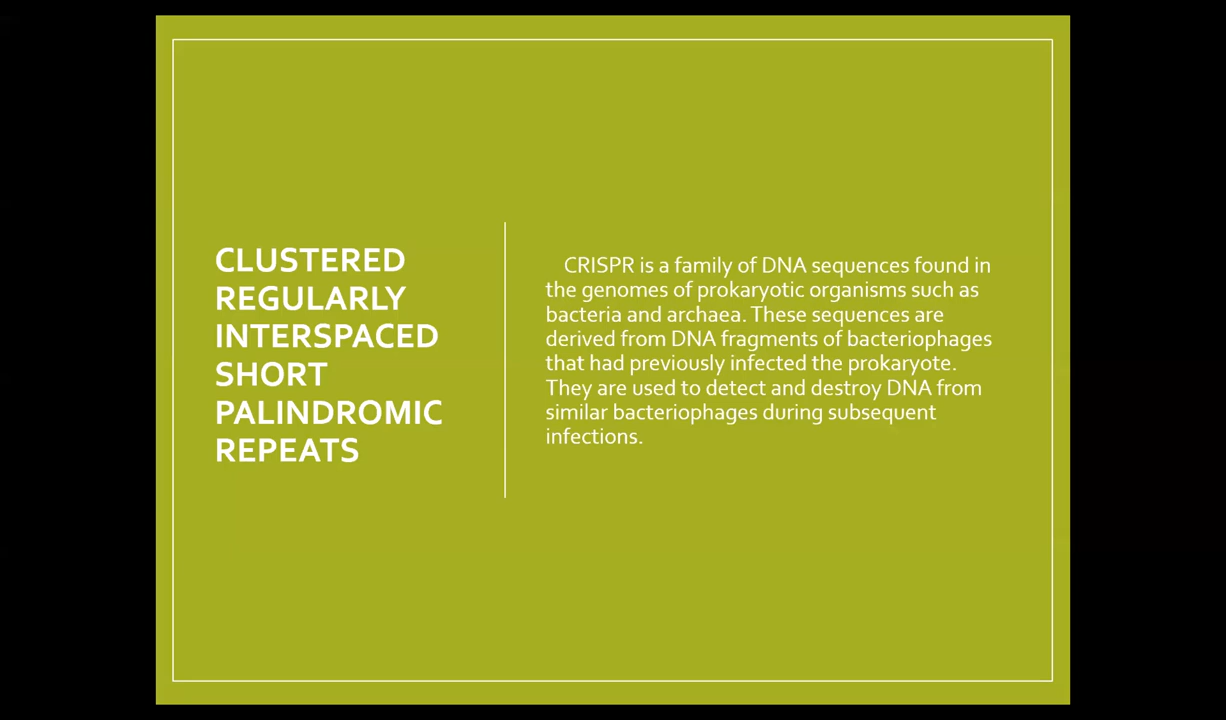 CLUSTERED
REGULARLY
INTERSPACED
SHORT
PALINDROMIC
REPEATS
CRISPR is a family of DNA sequences found in
the genomes of prokaryotic organisms such as
bacteria and archaea. These sequences are
derived from DNA fragments of bacteriophages
that had previously infected the prokaryote.
They are used to detect and destroy DNA from
similar bacteriophages during subsequent
infections.